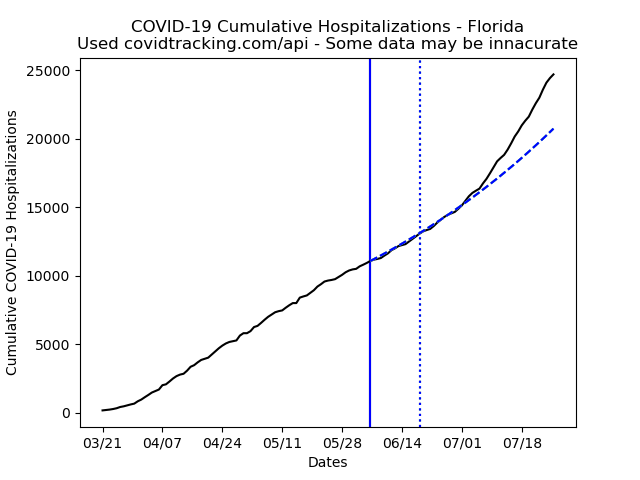 COVID-19 Cumulative Hospitalizations - Florida
Used covidtracking.com/api - Some data may be innacurate
25000
20000
15000
10000
5000
0
Cumulative COVID-19 Hospitalizations
03/21 04/07 04/24 05/11 05/28 06/14 07/01 07/18
Dates